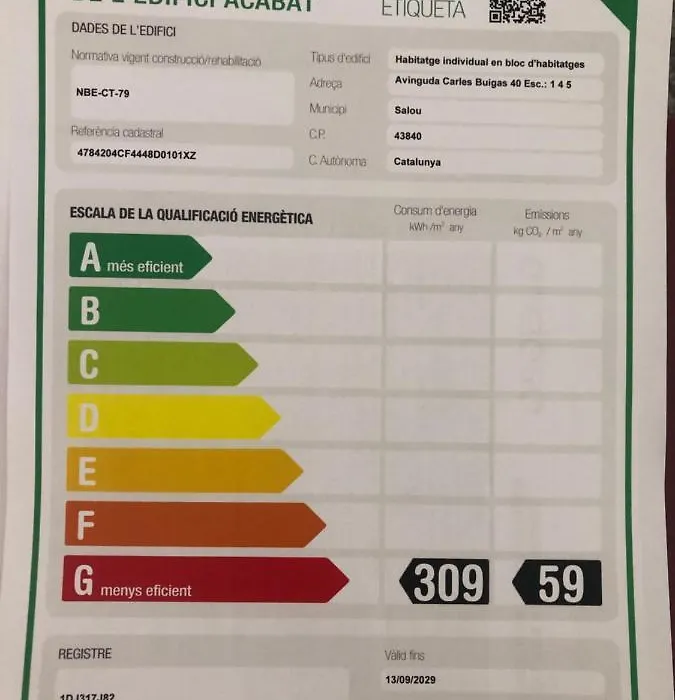 DE L'EDIFICI ACABAT
ETIQUETA
DADES DE L'EDIFICI
Normativa vigent construcció/rehabilitació
NBE-CT-79
Referència cadastral
4784204CF4448D0101XZ
Tipus d'edifici
Habitatge individual en bloc d'habitatges
Adreça
Avinguda Carles Buigas 40 Esc.: 1 4 5
Municipi
Salou
C.P.
43840
C. Autònoma
Catalunya
ESCALA DE LA QUALIFICACIÓ ENERGÈTICA
Consum d'energia
kWh /m² any
Emissions
kg CO₂ / m² any
A més eficient
B
C
D
E
F
G menys eficient
309
59
REGISTRE
Vàlid fins
13/09/2029